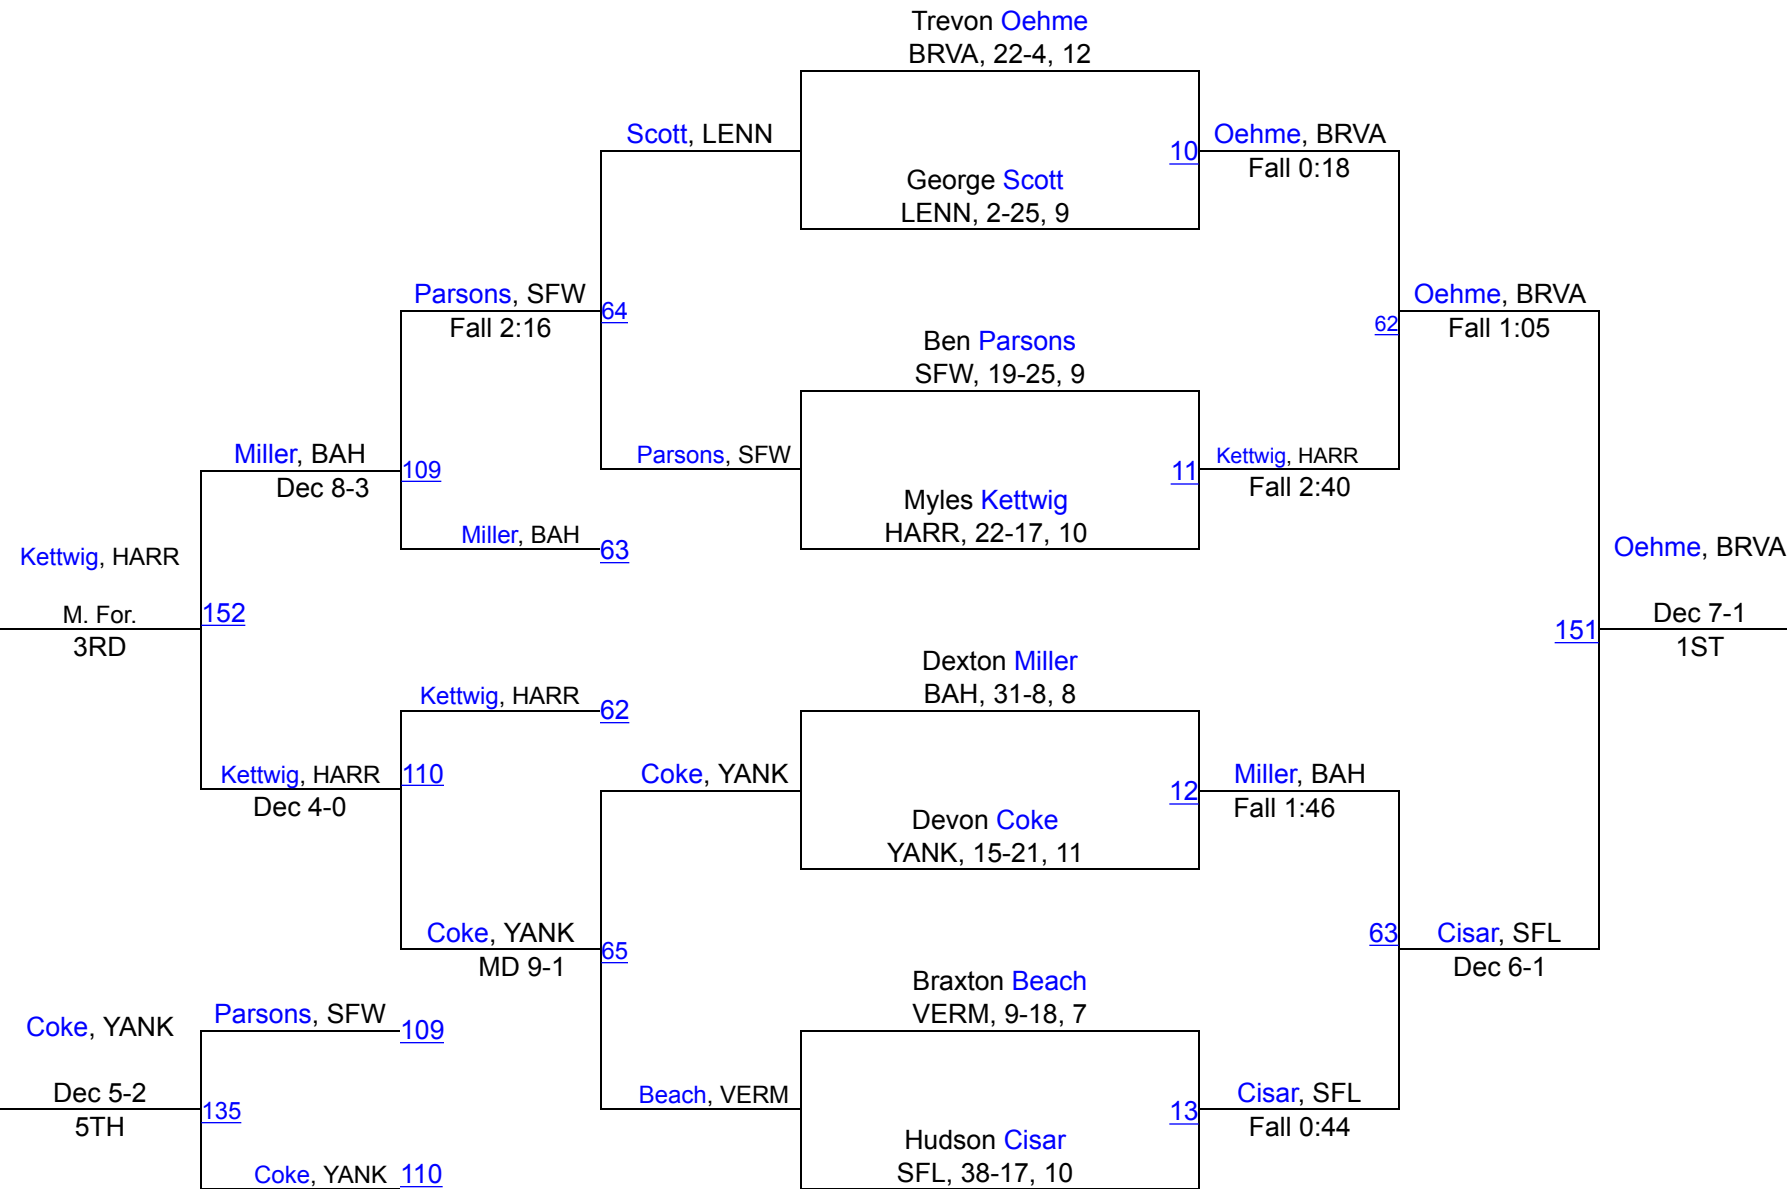 Trevon Oehme
BRVA, 22-4, 12
Scott, LENN
10
Oehme, BRVA
Fall 0:18
George Scott
LENN, 2-25, 9
Parsons, SFW
Fall 2:16
64
Oehme, BRVA
Fall 1:05
62
Ben Parsons
SFW, 19-25, 9
Miller, BAH
Dec 8-3
109
Parsons, SFW
11
Kettwig, HARR
Fall 2:40
Myles Kettwig
HARR, 22-17, 10
Miller, BAH
63
Kettwig, HARR
M. For.
3RD
152
Oehme, BRVA
Dec 7-1
1ST
151
Dexton Miller
BAH, 31-8, 8
Kettwig, HARR
62
Kettwig, HARR
Dec 4-0
110
Coke, YANK
12
Miller, BAH
Fall 1:46
Devon Coke
YANK, 15-21, 11
Coke, YANK
MD 9-1
65
63
Cisar, SFL
Dec 6-1
Braxton Beach
VERM, 9-18, 7
Coke, YANK
Dec 5-2
5TH
135
Parsons, SFW
109
Beach, VERM
13
Cisar, SFL
Fall 0:44
Hudson Cisar
SFL, 38-17, 10
Coke, YANK
110